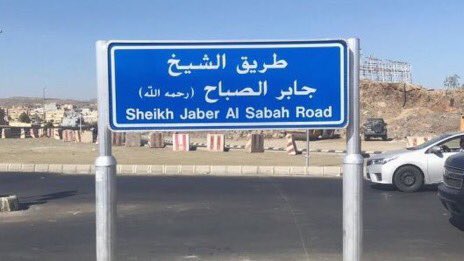 طريق الشيخ
جابر الصباح (رحمه الله)
Sheikh Jaber Al Sabah Road